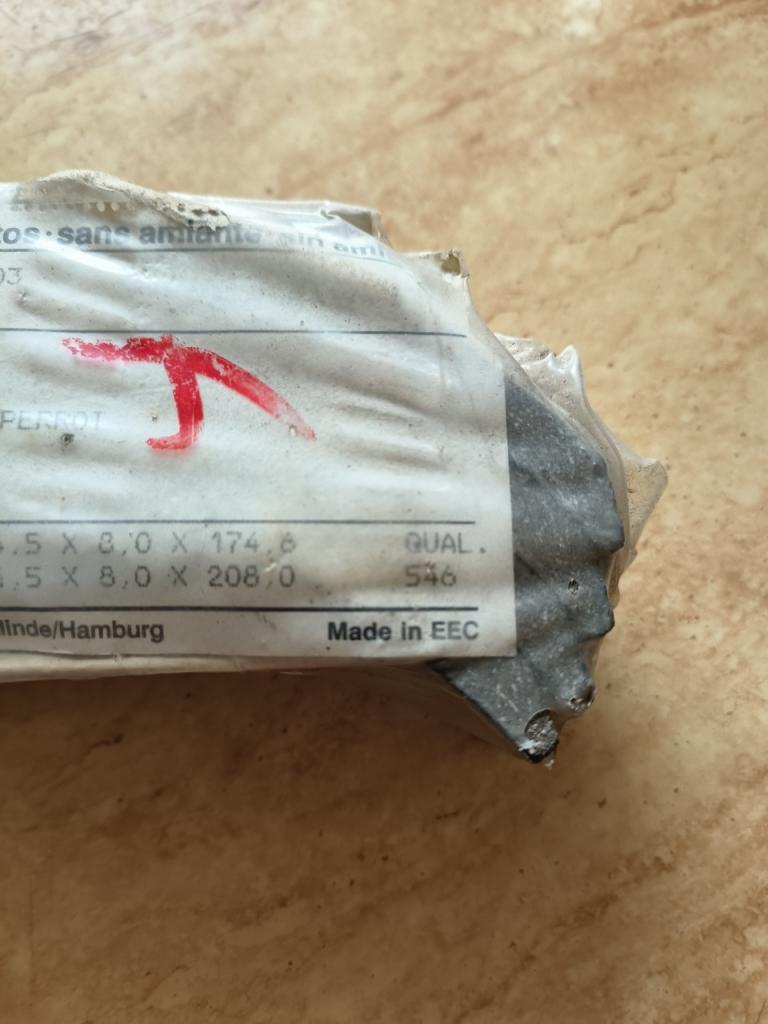 tos·sans amiante sin ami
03
PERROT
,5 X 8,0 X 174,6 QUAL.
,5 X 8,0 X 208,0 546
linde/Hamburg Made in EEC